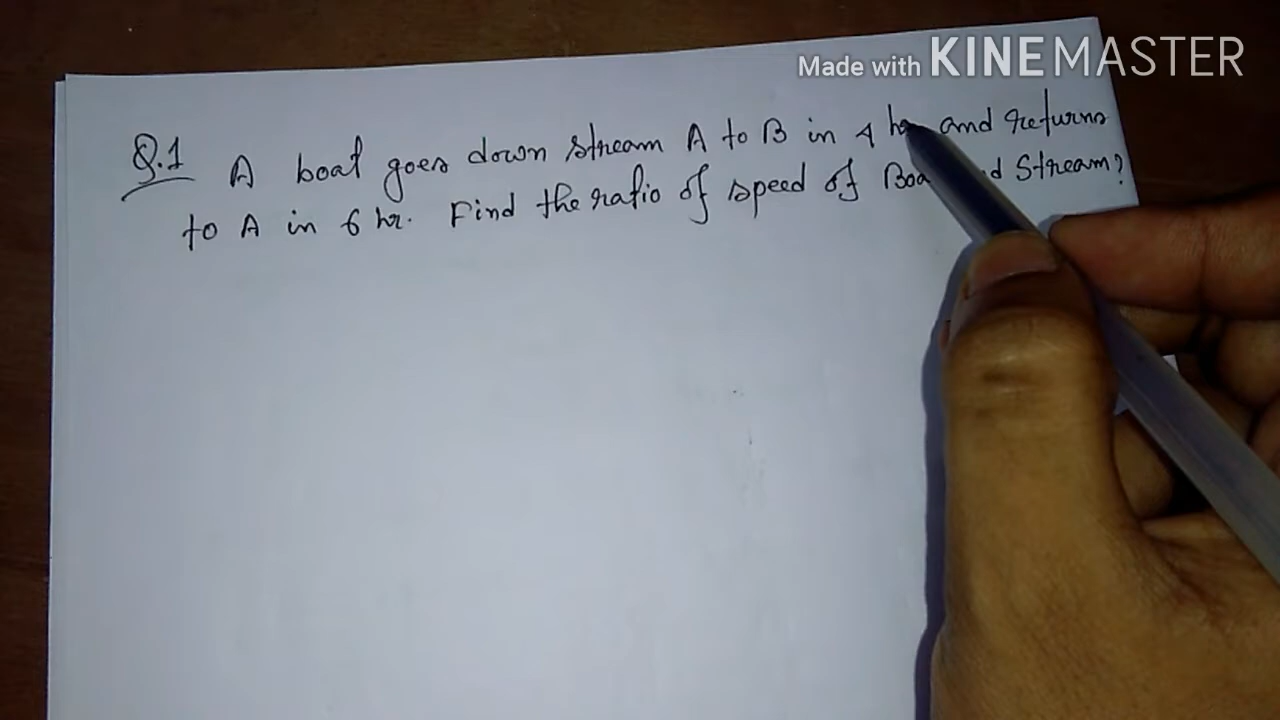 Made with KINEMASTER
Q.1 A boat goes down stream A to B in 4 and returns
to A in 6 hr. Find the ratio of speed of Stream?